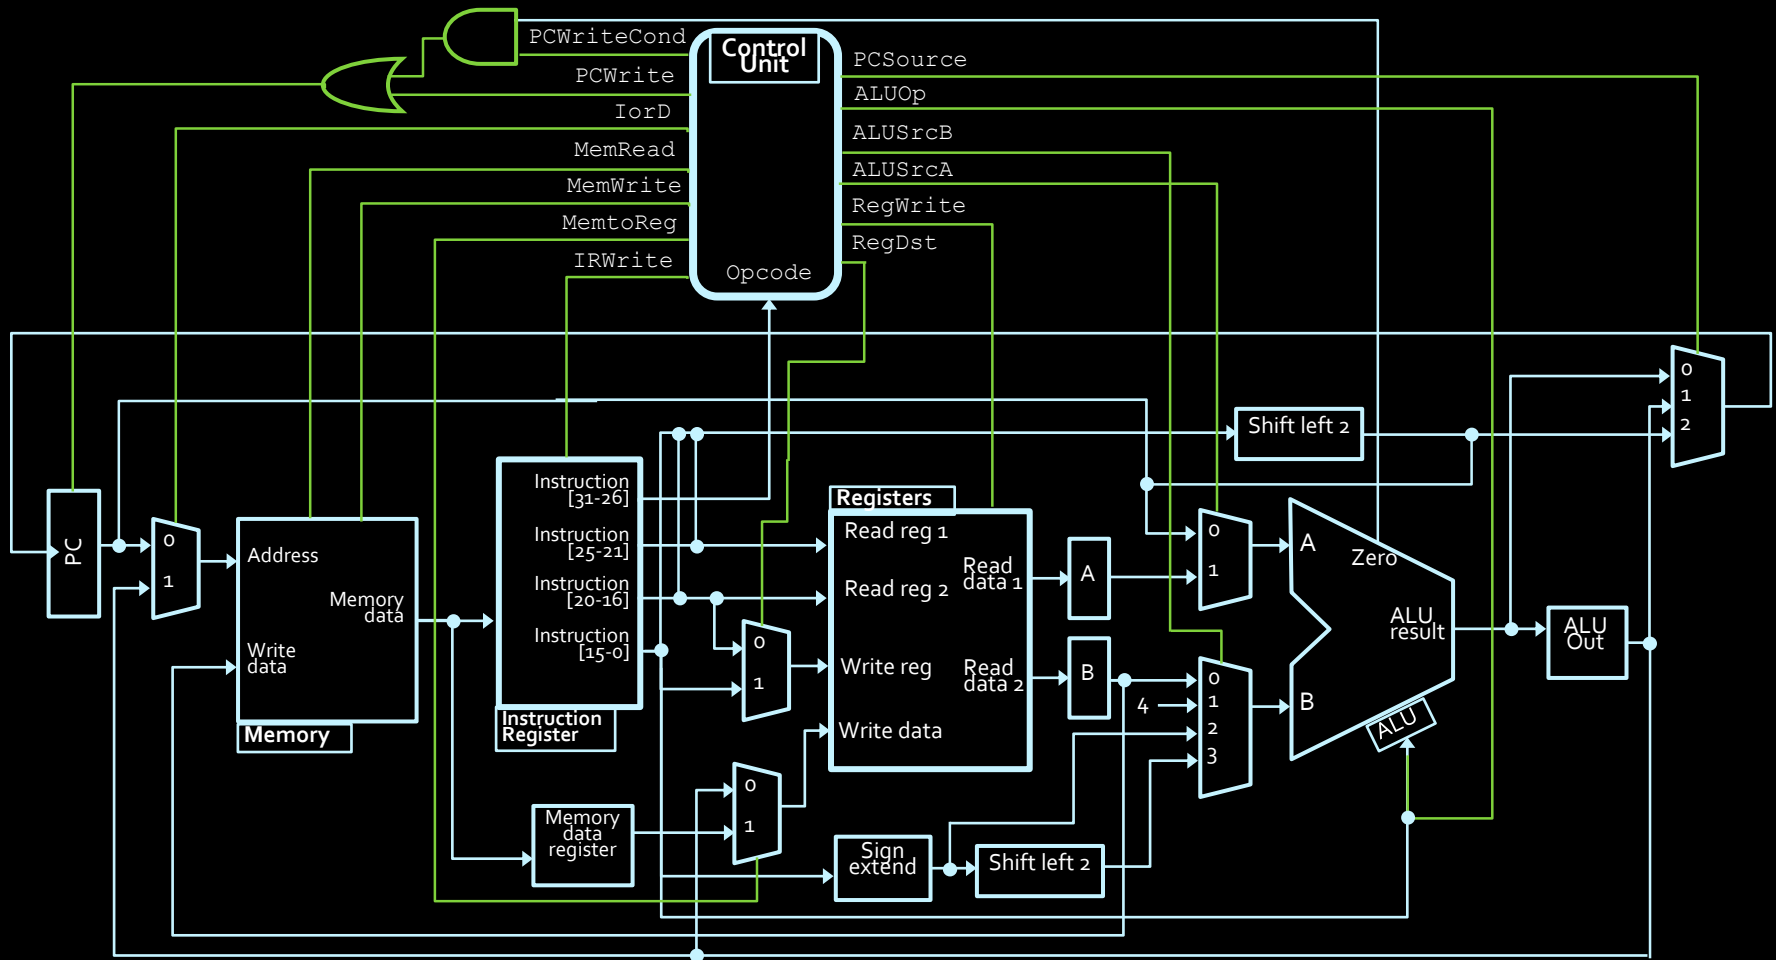 PCWriteCond
PCWrite
IorD
MemRead
MemWrite
MemtoReg
IRWrite
Control
Unit
Opcode
PCSource
ALUOp
ALUSrcB
ALUSrcA
RegWrite
RegDst
PC
0
1
Address
Memory
data
Write
data
Memory
Instruction
[31-26]
Instruction
[25-21]
Instruction
[20-16]
Instruction
[15-0]
Instruction
Register
Memory
data
register
0
1
0
1
Registers
Read reg 1
Read reg 2
Write reg
Write data
Read
data 1
Read
data 2
Sign
extend
Shift left 2
A
B
4
Shift left 2
0
1
0
1
2
3
A
B
Zero
ALU
result
ALU
ALU
Out
0
1
2